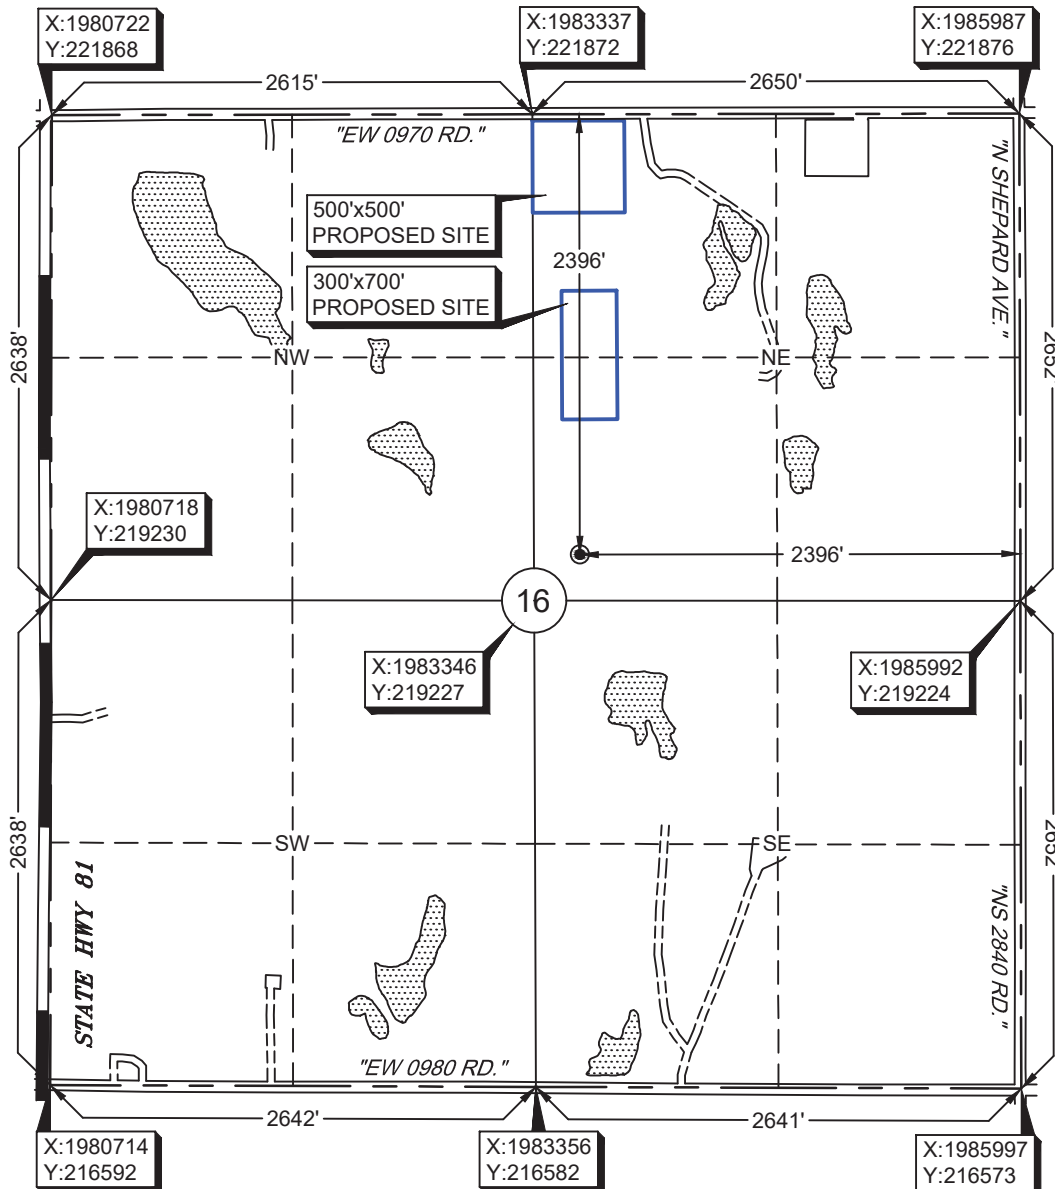 X:1980722
Y:221868
X:1983337
Y:221872
X:1985987
Y:221876
2615'
2650'
"EW 0970 RD."
"N SHEPARD AVE."
500'x500'
PROPOSED SITE
2396'
300'x700'
PROPOSED SITE
2638'
NW
NE
2652'
X:1980718
Y:219230
2396'
16
X:1983346
Y:219227
X:1985992
Y:219224
2638'
SW
SE
2652'
STATE HWY 81
"NS 2840 RD."
"EW 0980 RD."
2642'
2641'
X:1980714
Y:216592
X:1983356
Y:216582
X:1985997
Y:216573